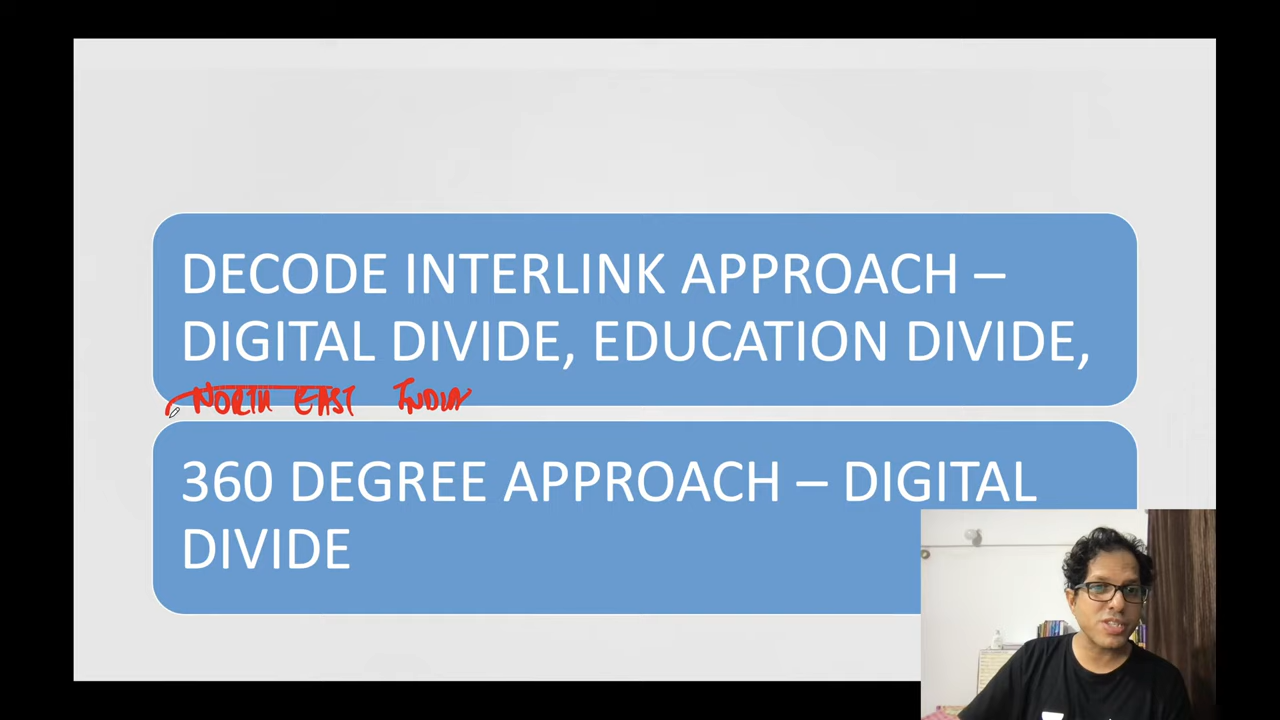 DECODE INTERLINK APPROACH –
DIGITAL DIVIDE, EDUCATION DIVIDE,
NORTH EAST INDIA
360 DEGREE APPROACH – DIGITAL
DIVIDE